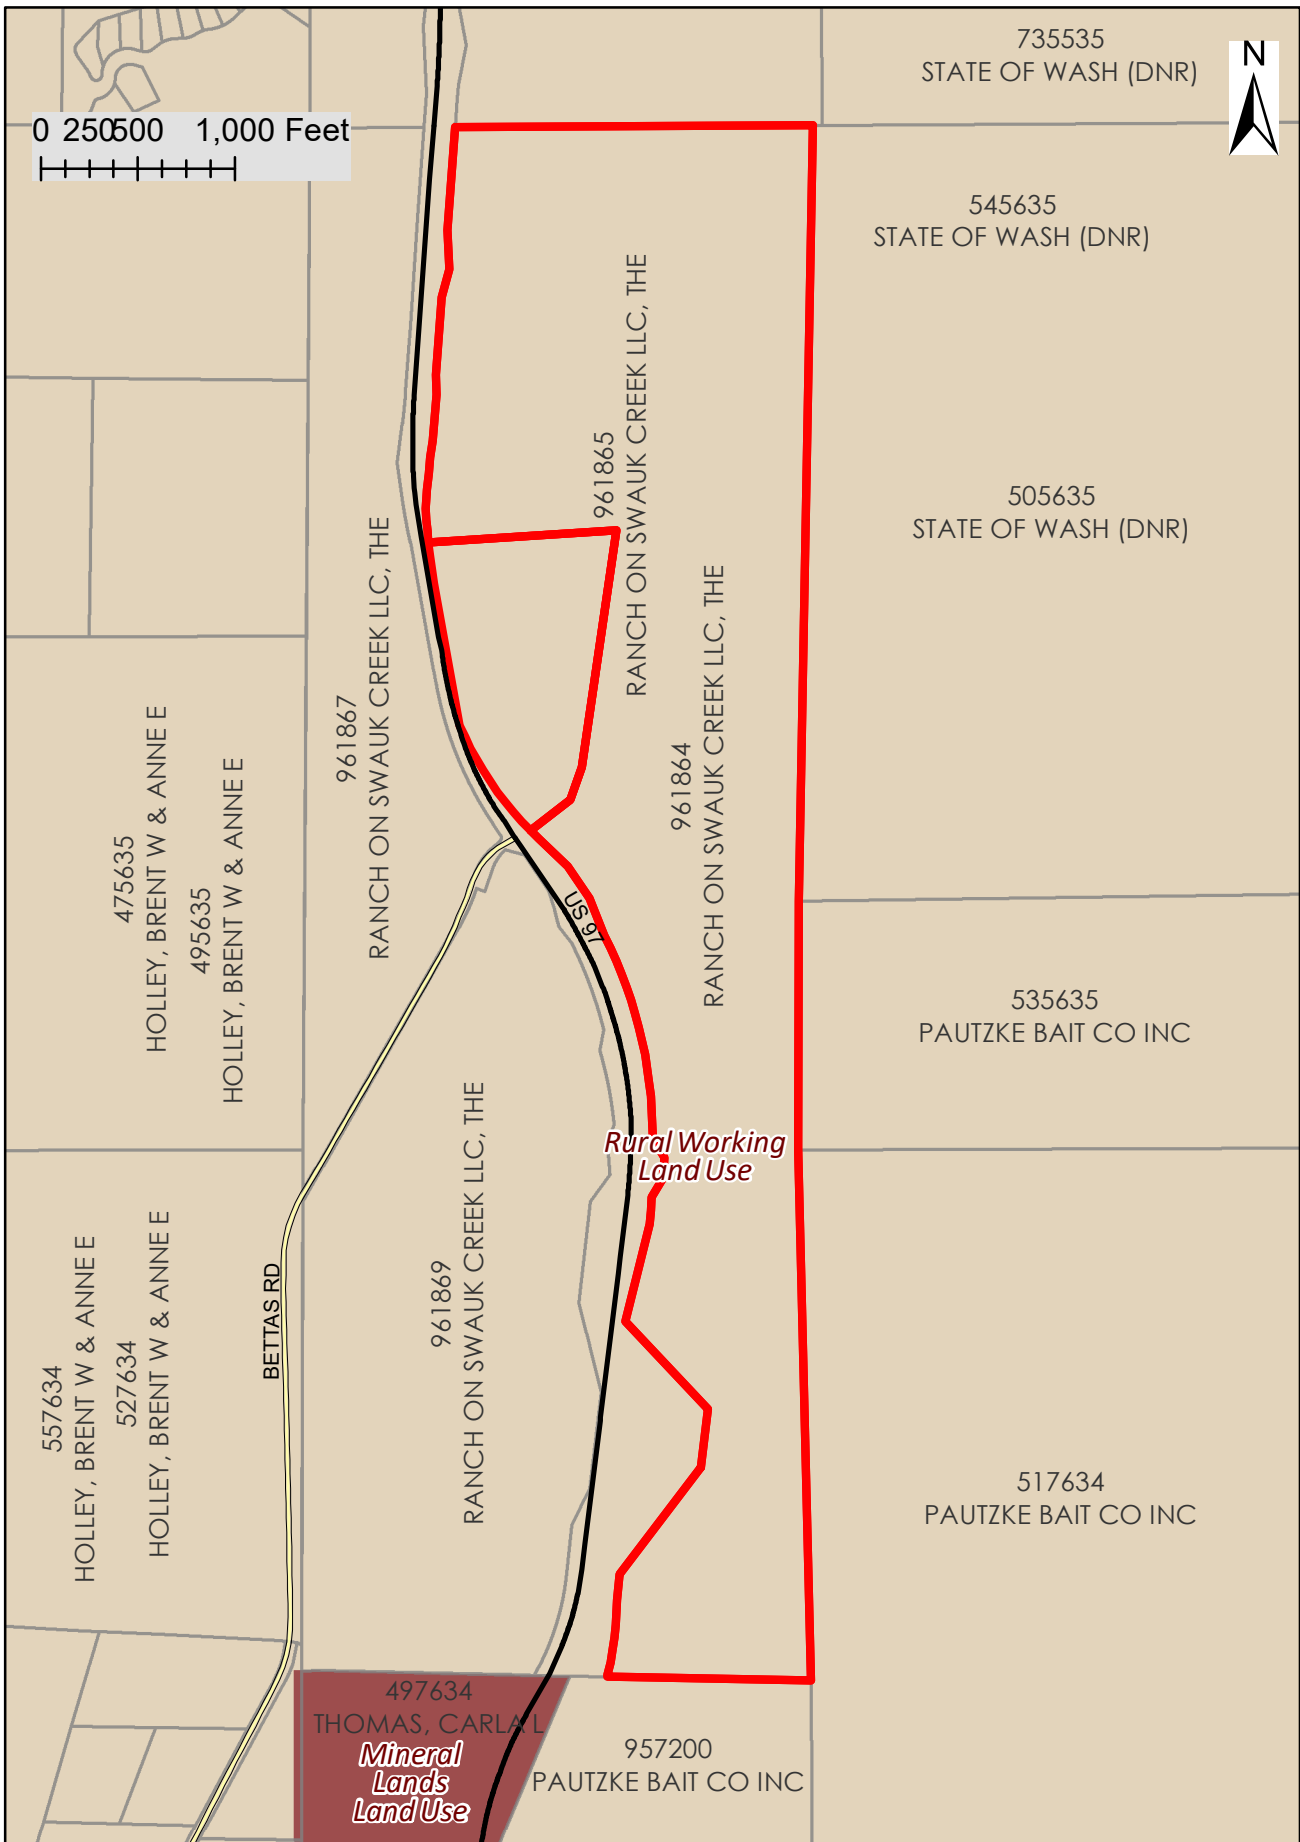 735535
STATE OF WASH (DNR)
N
0 250 500 1,000 Feet
545635
STATE OF WASH (DNR)
961865
RANCH ON SWAUK CREEK LLC, THE
505635
STATE OF WASH (DNR)
961867
RANCH ON SWAUK CREEK LLC, THE
961864
RANCH ON SWAUK CREEK LLC, THE
475635
HOLLEY, BRENT W & ANNE E
495635
HOLLEY, BRENT W & ANNE E
US 97
535635
PAUTZKE BAIT CO INC
Rural Working
Land Use
961869
RANCH ON SWAUK CREEK LLC, THE
BETTAS RD
557634
HOLLEY, BRENT W & ANNE E
527634
HOLLEY, BRENT W & ANNE E
517634
PAUTZKE BAIT CO INC
497634
THOMAS, CARLA L
Mineral
Lands
Land Use
957200
PAUTZKE BAIT CO INC